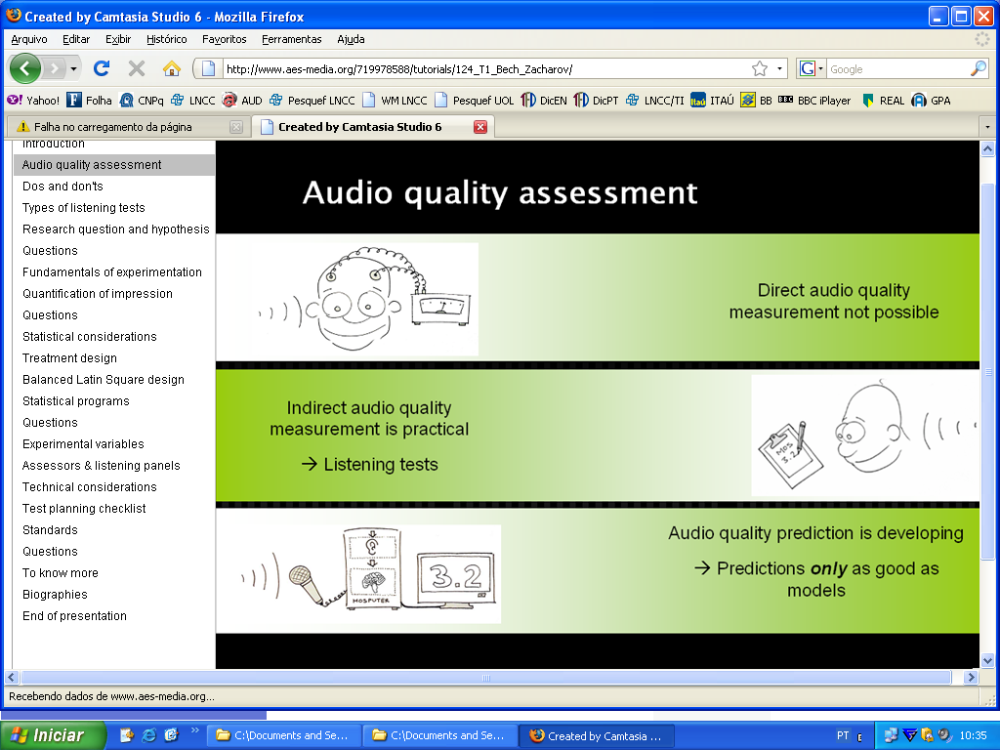 Created by Camtasia Studio 6 - Mozilla Firefox
Arquivo Editar Exibir Histórico Favoritos Ferramentas Ajuda
http://www.aes-media.org/719978588/tutorials/124_T1_Bech_Zacharov/
G Google
Yahoo! Folha CNPq LNCC AUD Pesquef LNCC WM LNCC Pesquef UOL DicEN DicPT LNCC/TI Itaú ITAÚ BB BBC BBC iPlayer REAL GPA
Falha no carregamento da página
Created by Camtasia Studio 6
Introduction
Audio quality assessment
Dos and don'ts
Types of listening tests
Research question and hypothesis
Questions
Fundamentals of experimentation
Quantification of impression
Questions
Statistical considerations
Treatment design
Balanced Latin Square design
Statistical programs
Questions
Experimental variables
Assessors & listening panels
Technical considerations
Test planning checklist
Standards
Questions
To know more
Biographies
End of presentation
Audio quality assessment
Direct audio quality
measurement not possible
Indirect audio quality
measurement is practical
→ Listening tests
MOS
3.2
Audio quality prediction is developing
→ Predictions only as good as
models
MOSPUTER
3.2
Recebendo dados de www.aes-media.org...
Iniciar
C:\Documents and Se...
C:\Documents and Se...
Created by Camtasia ...
PT
10:35